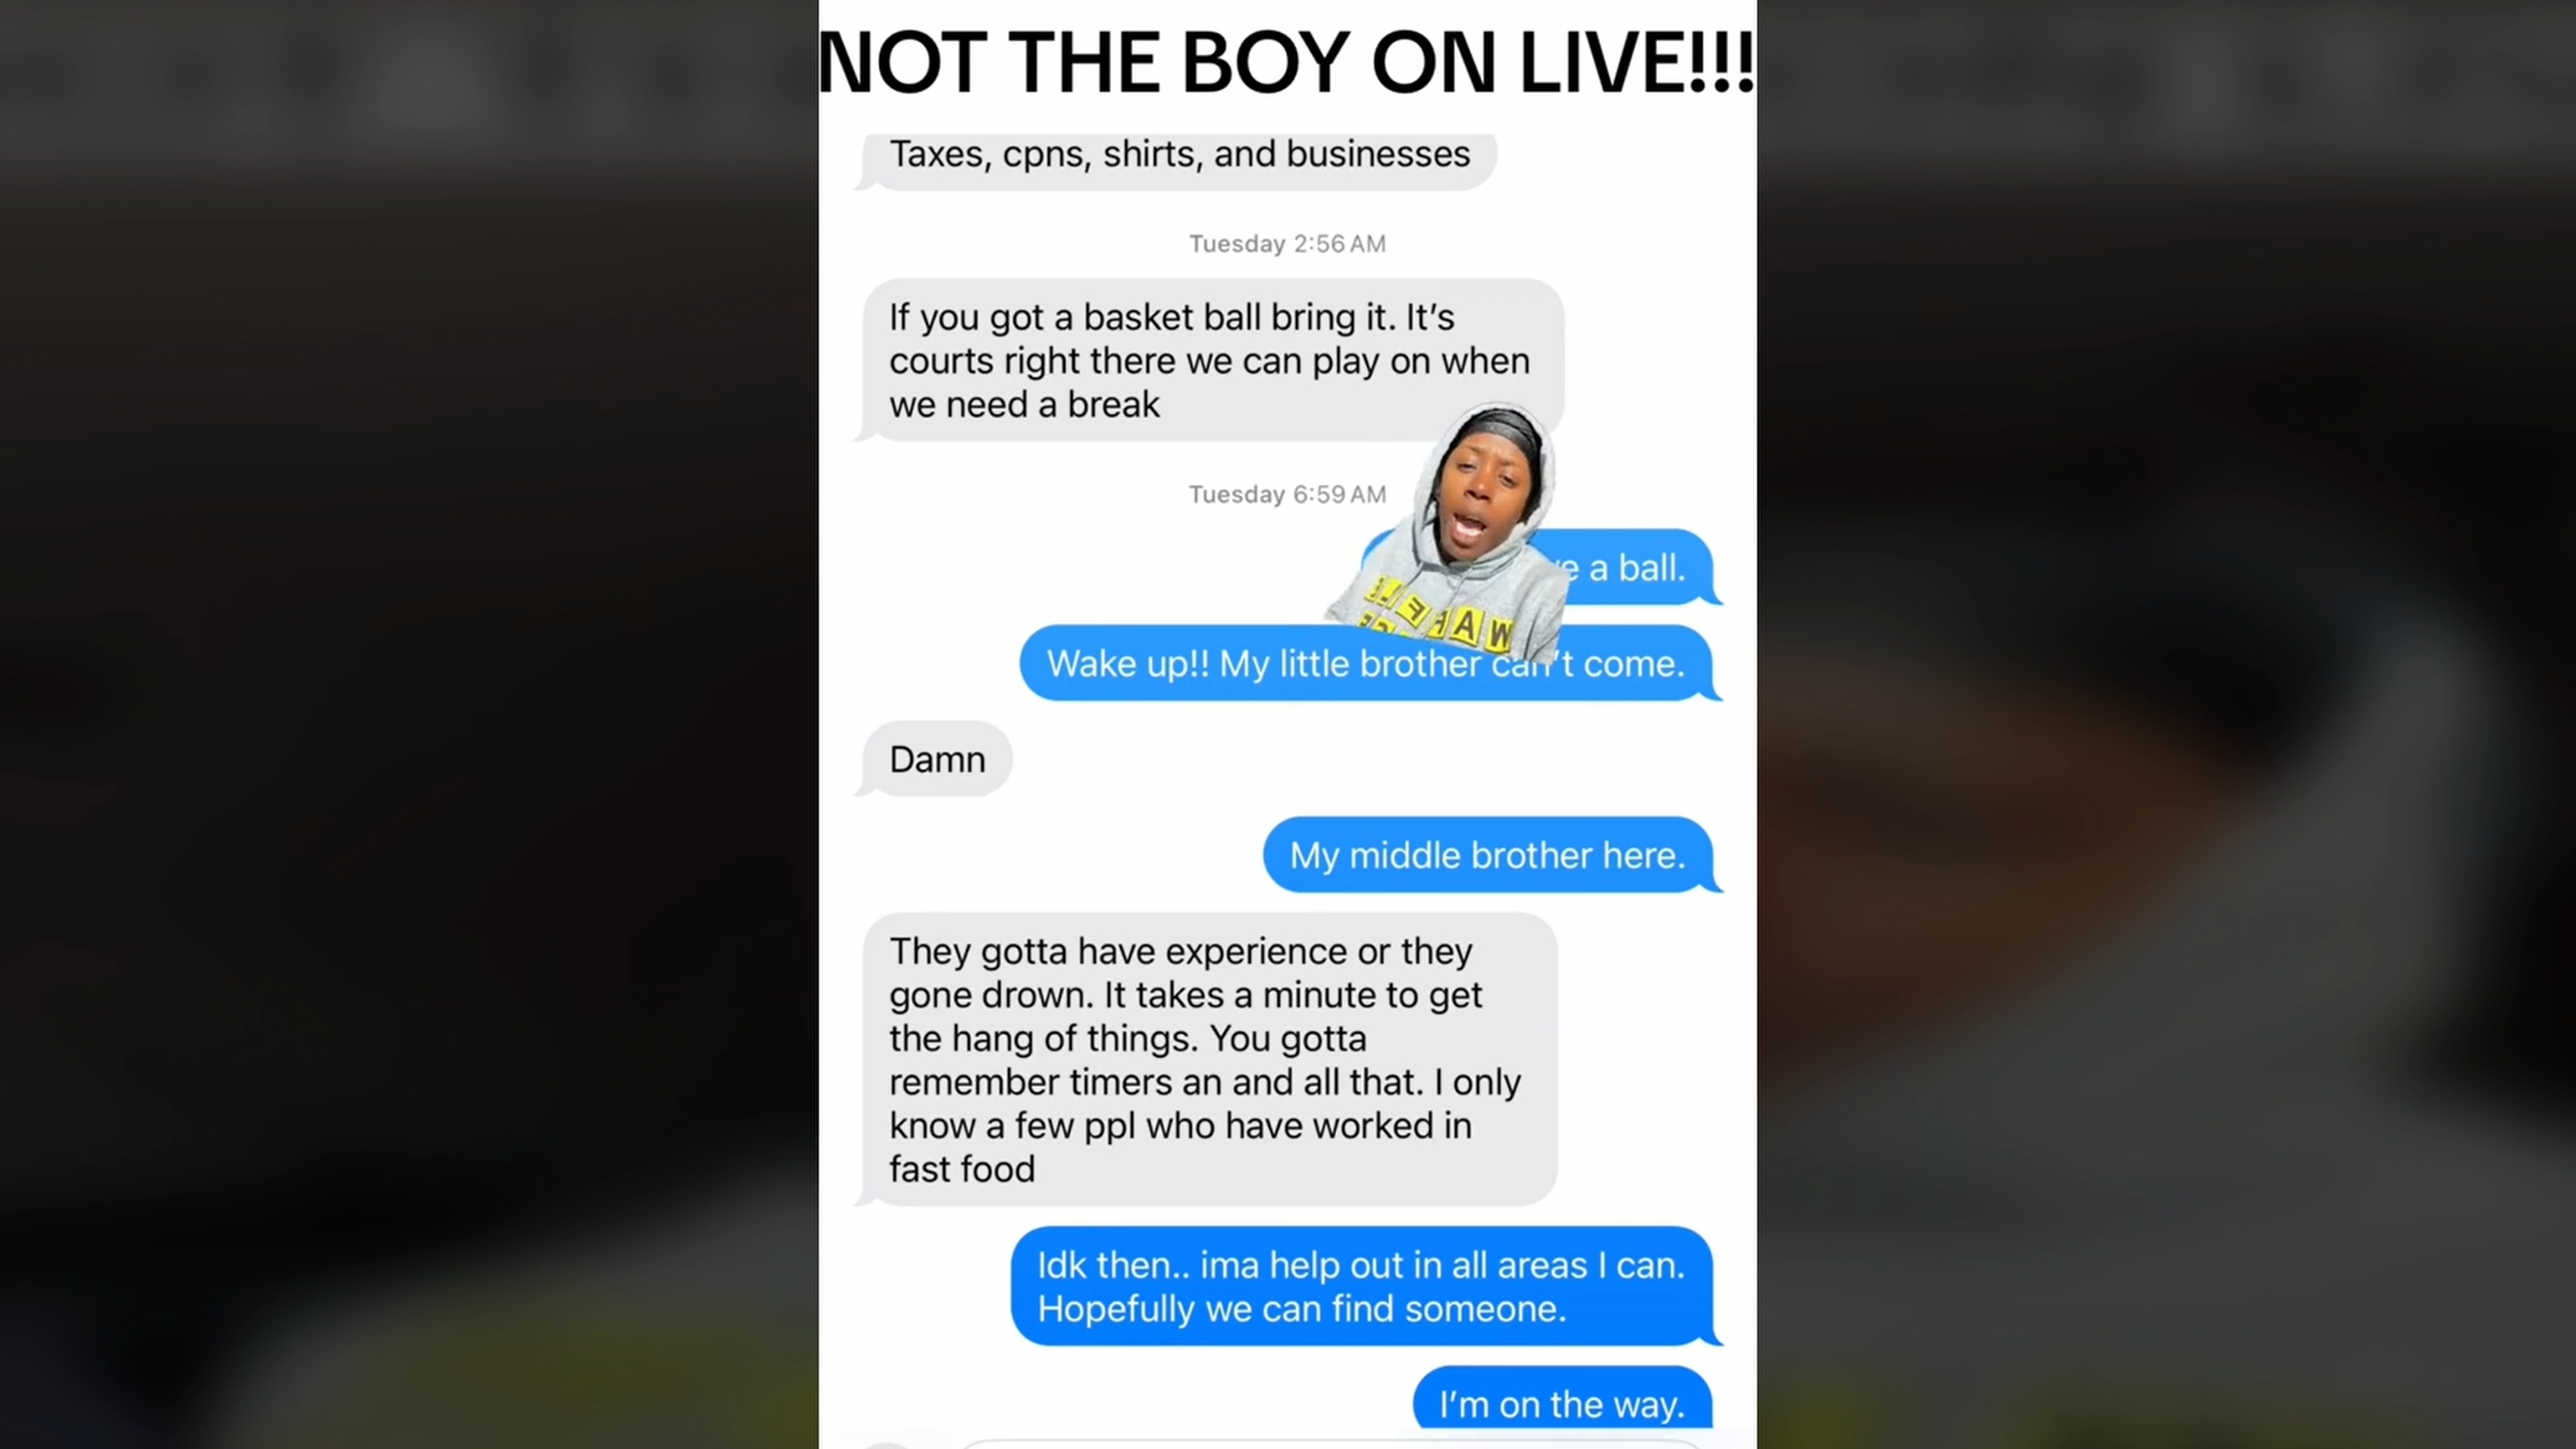 NOT THE BOY ON LIVE!!!
Taxes, cpns, shirts, and businesses
Tuesday 2:56 AM
If you got a basket ball bring it. It's
courts right there we can play on when
we need a break
Tuesday 6:59 AM
a ball.
Wake up!! My little brother can't come.
Damn
My middle brother here.
They gotta have experience or they
gone drown. It takes a minute to get
the hang of things. You gotta
remember timers an and all that. I only
know a few ppl who have worked in
fast food
Idk then.. ima help out in all areas I can.
Hopefully we can find someone.
I'm on the way.